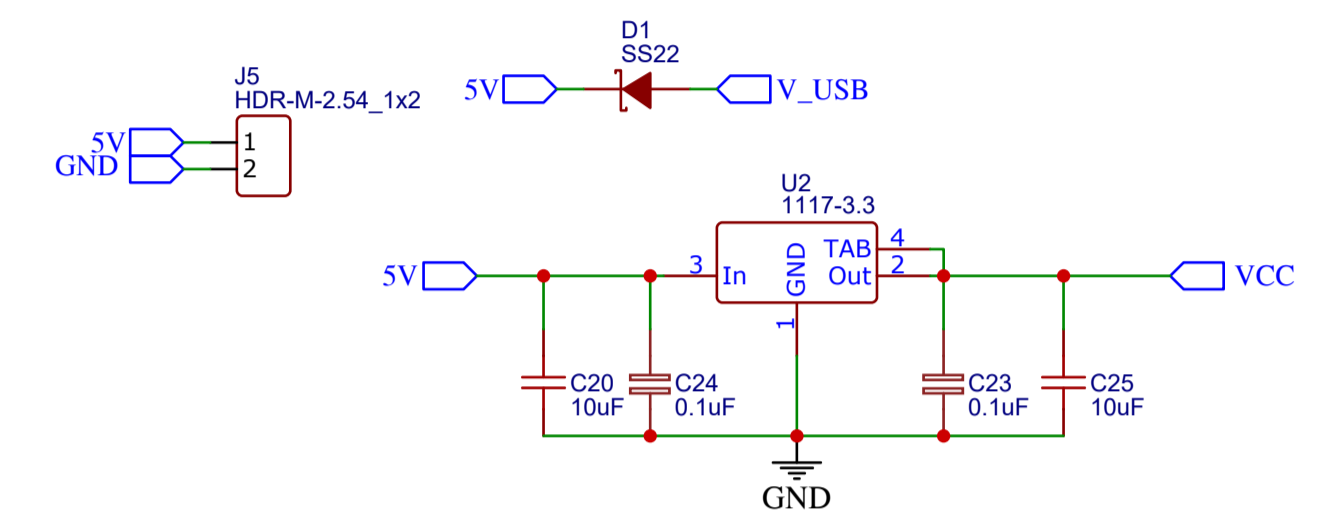 D1
SS22
5V
V_USB
J5
HDR-M-2.54_1x2
5V
1
GND
2
U2
1117-3.3
5V
3
In
GND
1
TAB
4
Out
2
VCC
C20
10uF
C24
0.1uF
C23
0.1uF
C25
10uF
GND